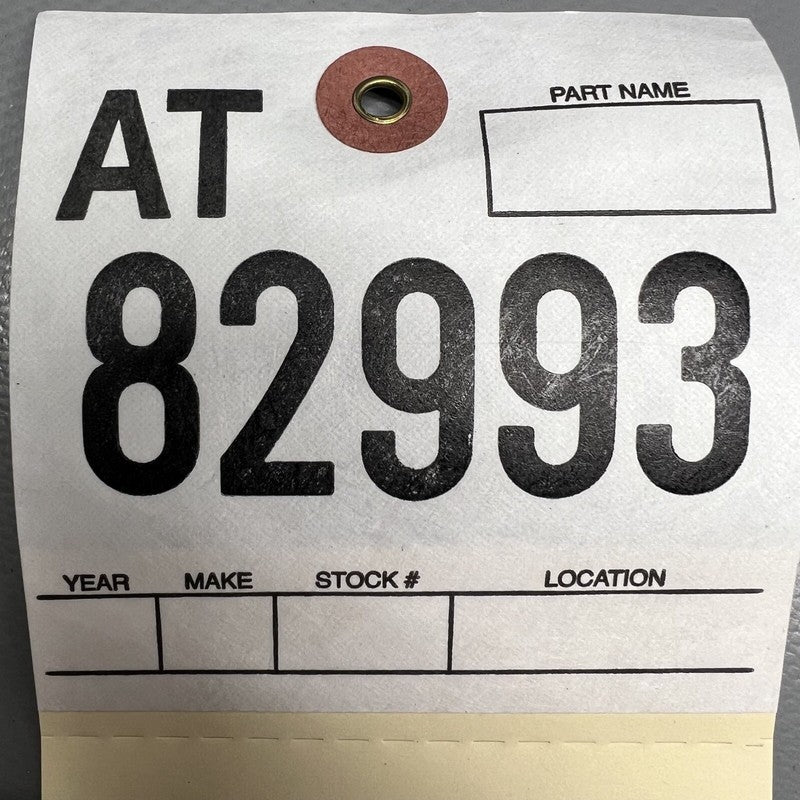 AT
PART NAME
82993
YEAR MAKE STOCK # LOCATION